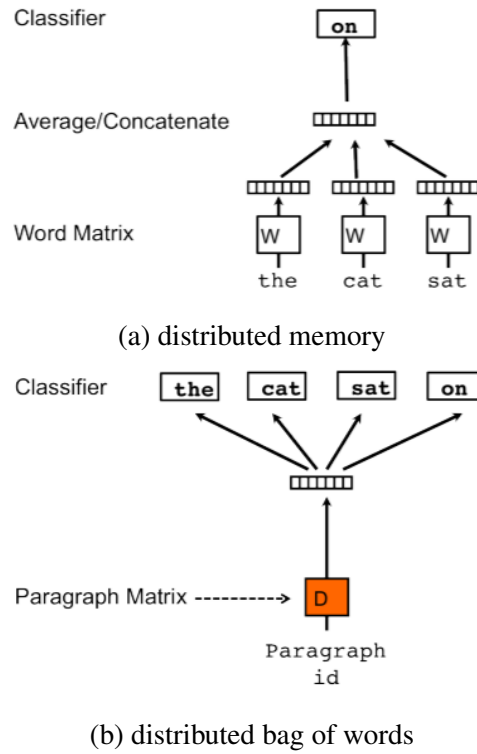 Classifier
on
Average/Concatenate
Word Matrix
W W W
the cat sat
(a) distributed memory
Classifier
the cat sat on
Paragraph Matrix
D
Paragraph
id
(b) distributed bag of words